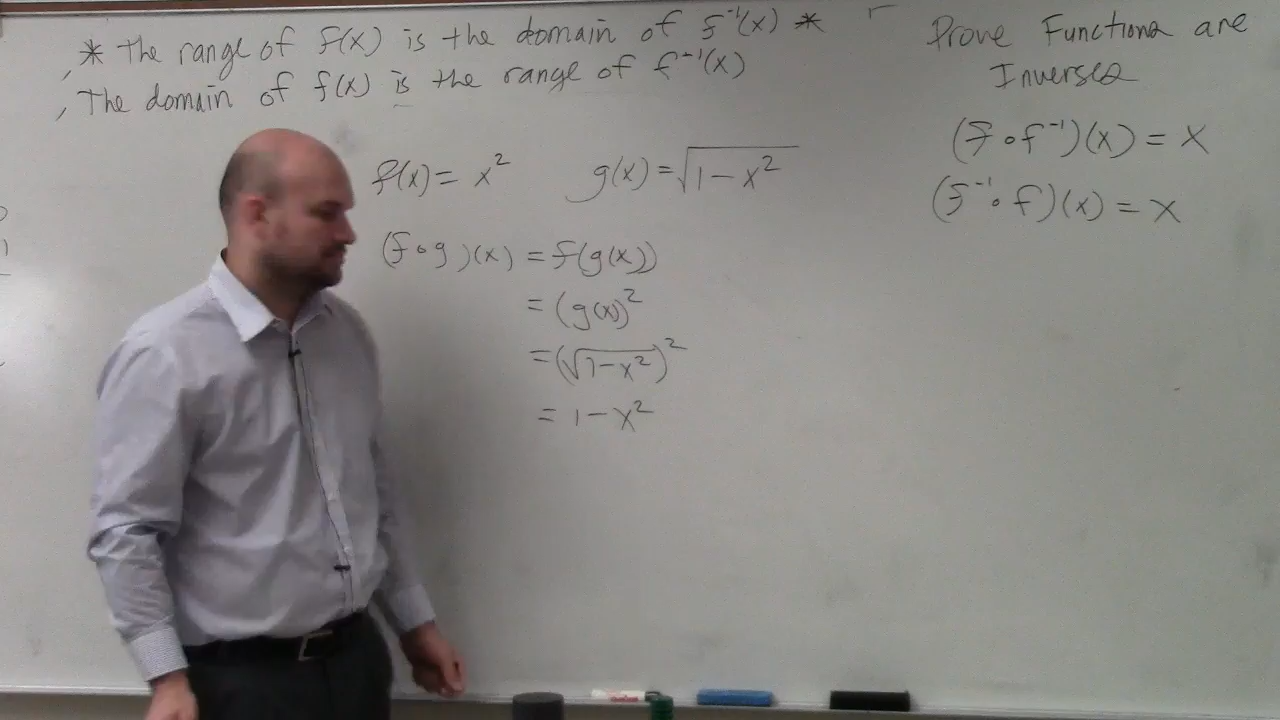 * the range of f(x) is the domain of f⁻¹(x) *
, The domain of f(x) is the range of f⁻¹(x)
f(x) = x² g(x) = √(1-x²)
(f∘g)(x) = f(g(x))
= (g(x)²
= (√(1-x²))²
= 1-x²
Prove Functions are
Inverses
(f∘f⁻¹)(x) = x
(f⁻¹∘f)(x) = x